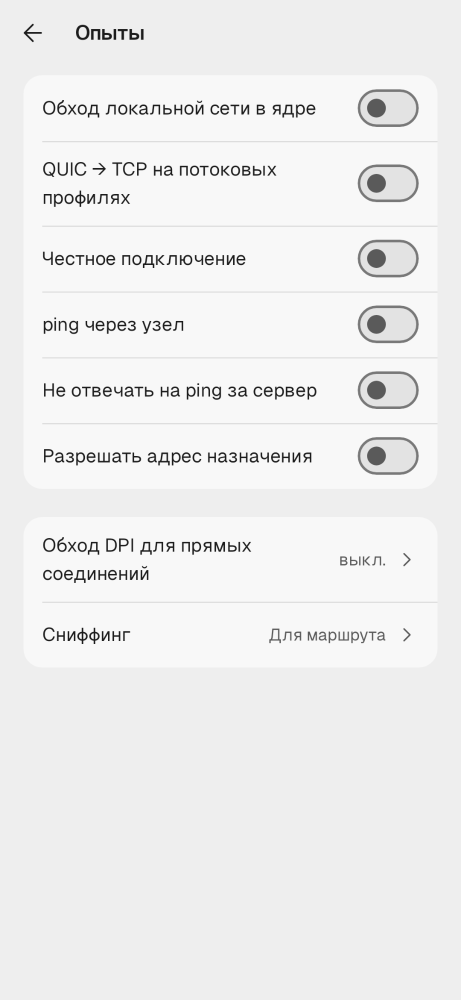 Опыты
Обход локальной сети в ядре
QUIC → TCP на потоковых
профилях
Честное подключение
ping через узел
Не отвечать на ping за сервер
Разрешать адрес назначения
Обход DPI для прямых
соединений
выкл.
Сниффинг
Для маршрута